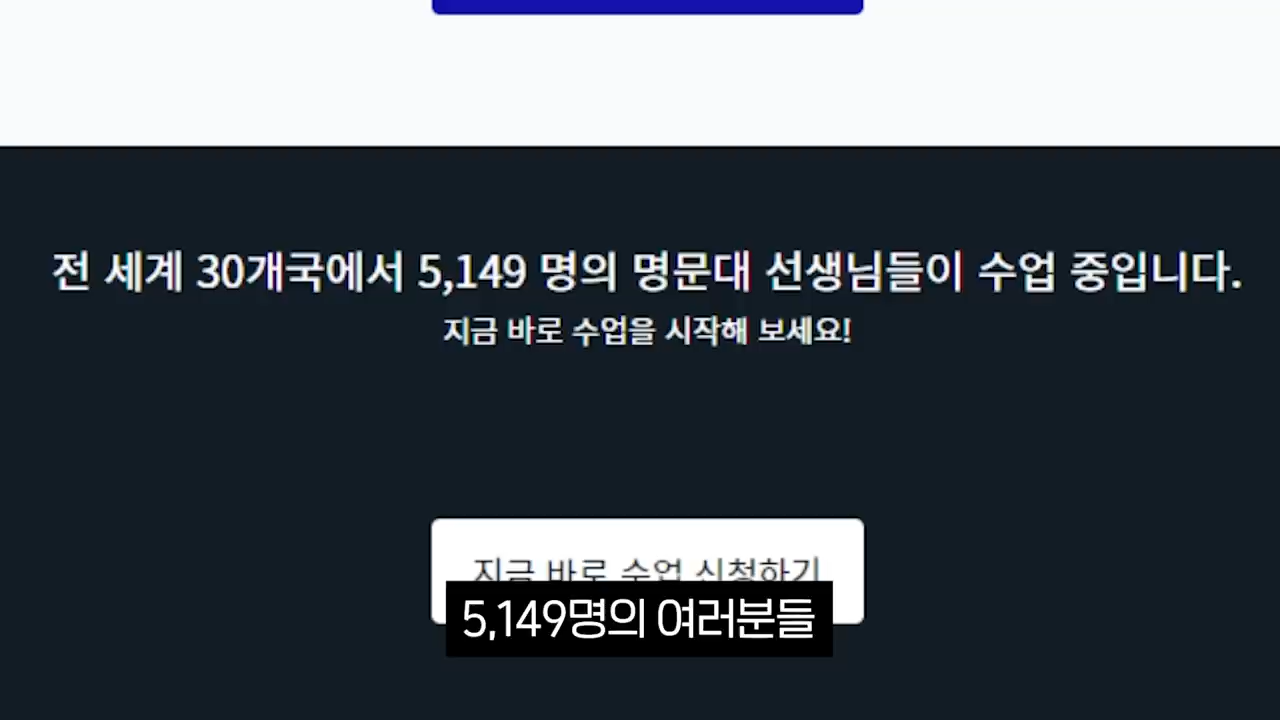 전 세계 30개국에서 5,149 명의 명문대 선생님들이 수업 중입니다.
지금 바로 수업을 시작해 보세요!
지금 바로 수업 신청하기
5,149명의 여러분들